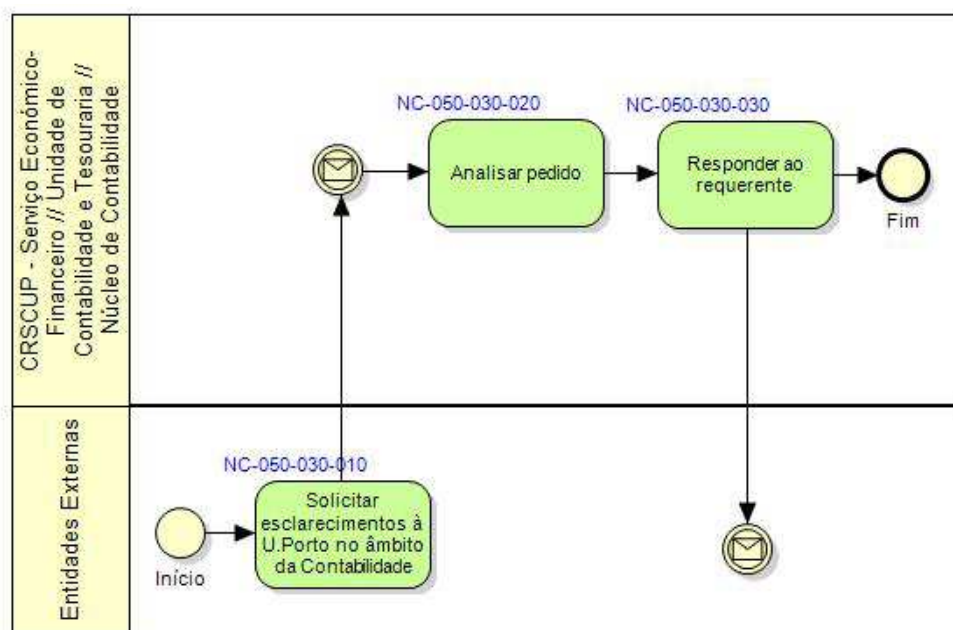 CRSCUP - Serviço Económico-
Financeiro // Unidade de
Contabilidade e Tesouraria //
Núcleo de Contabilidade
NC-050-030-020
Analisar pedido
NC-050-030-030
Responder ao
requerente
Fim
Entidades Externas
NC-050-030-010
Início
Solicitar
esclarecimentos à
U.Porto no âmbito
da Contabilidade